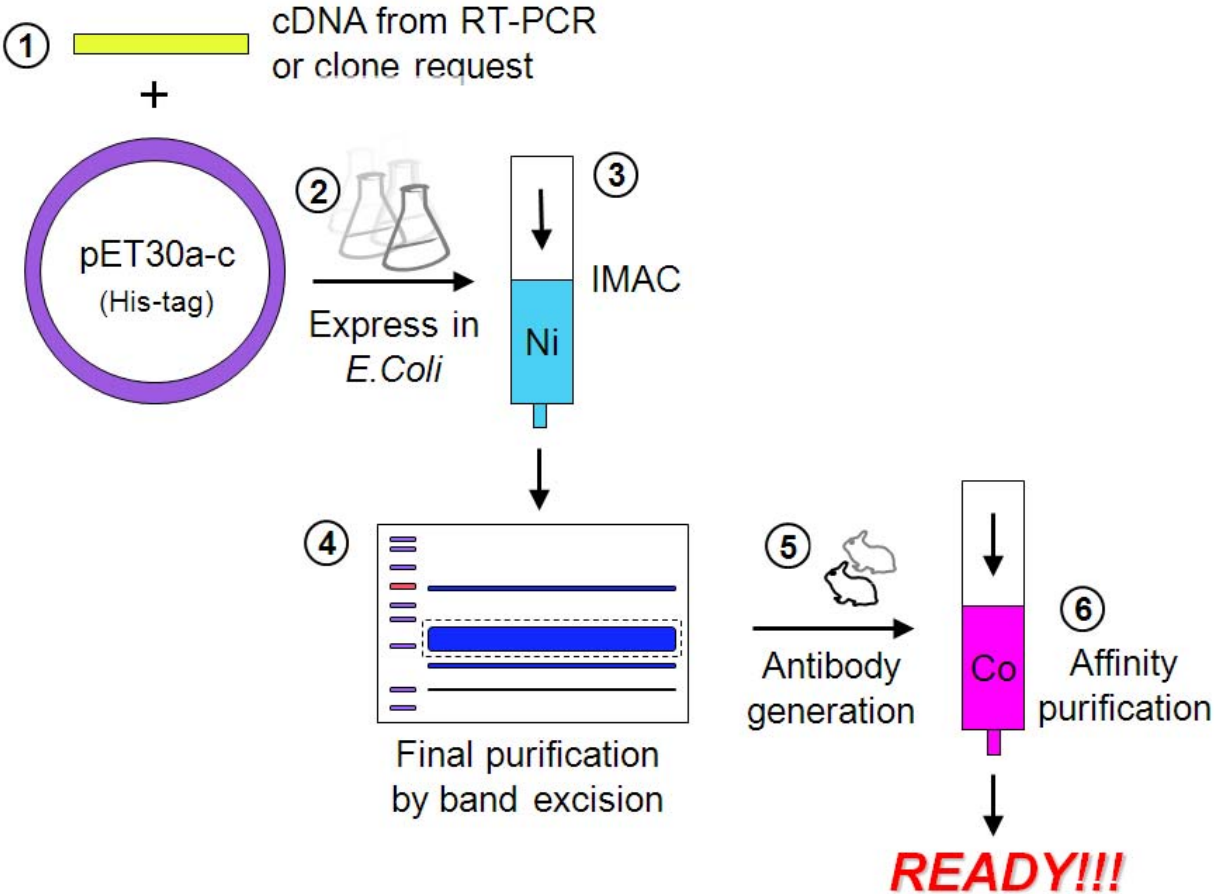 1
cDNA from RT-PCR
or clone request
+
pET30a-c
(His-tag)
2
Express in
E.Coli
3
IMAC
Ni
4
Final purification
by band excision
5
Antibody
generation
6
Co
Affinity
purification
READY!!!